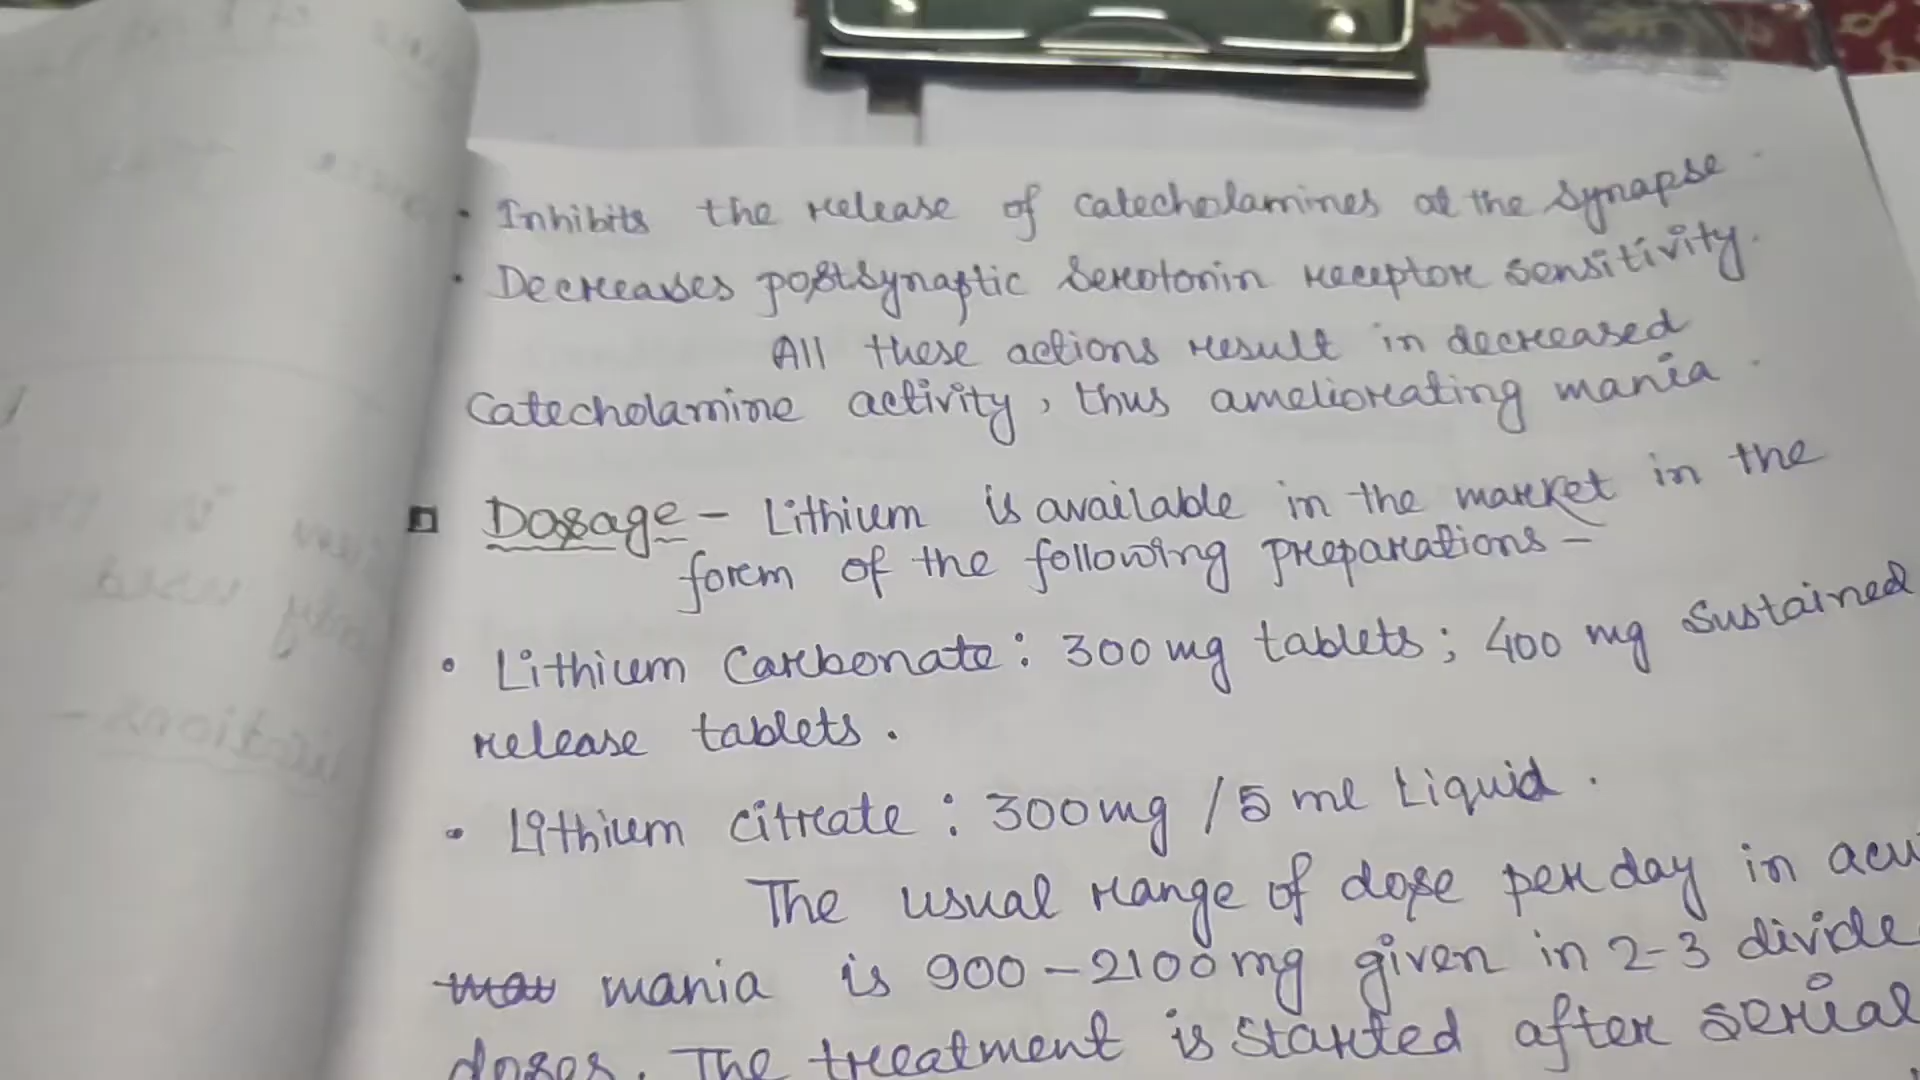 • Inhibits the release of catecholamines at the synapse.
• Decreases postsynaptic serotonin receptor sensitivity.
All these actions result in decreased
catecholamine activity, thus ameliorating mania.
Dosage - Lithium is available in the market in the
form of the following preparations -
• Lithium Carbonate: 300 mg tablets; 400 mg sustained
release tablets.
• Lithium citrate: 300mg / 5 ml liquid.
The usual range of dose per day in acu
mania is 900-2100 mg given in 2-3 divide
doses. The treatment is started after serial